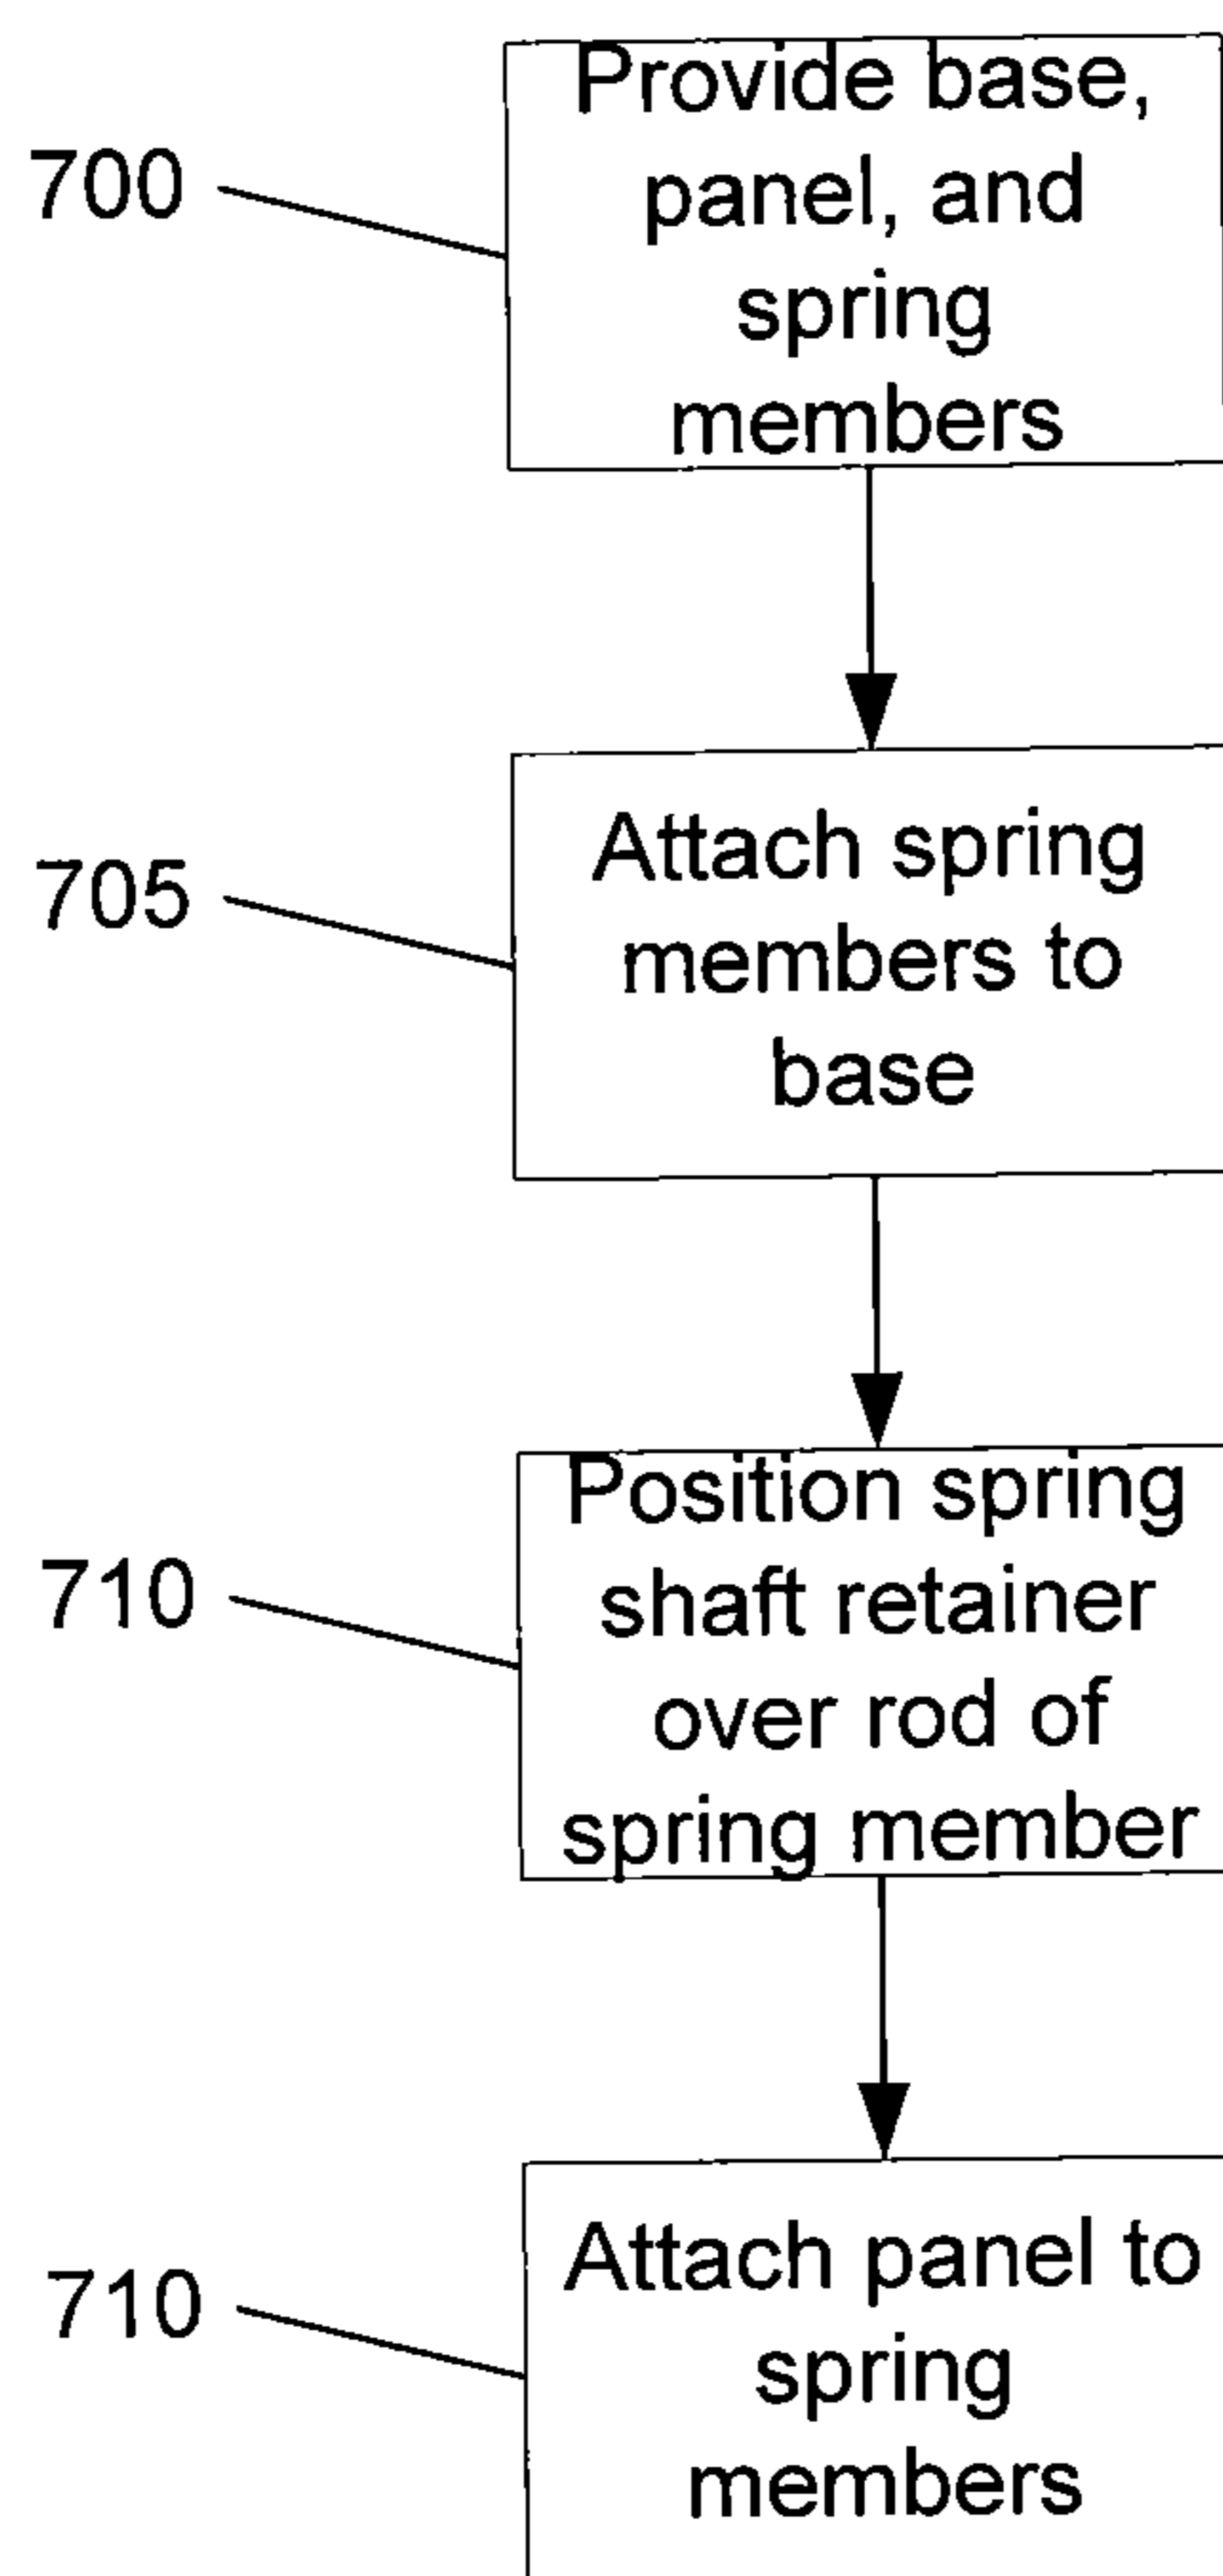 700
Provide base,
panel, and
spring
members
705
Attach spring
members to
base
710
Position spring
shaft retainer
over rod of
spring member
710
Attach panel to
spring
members